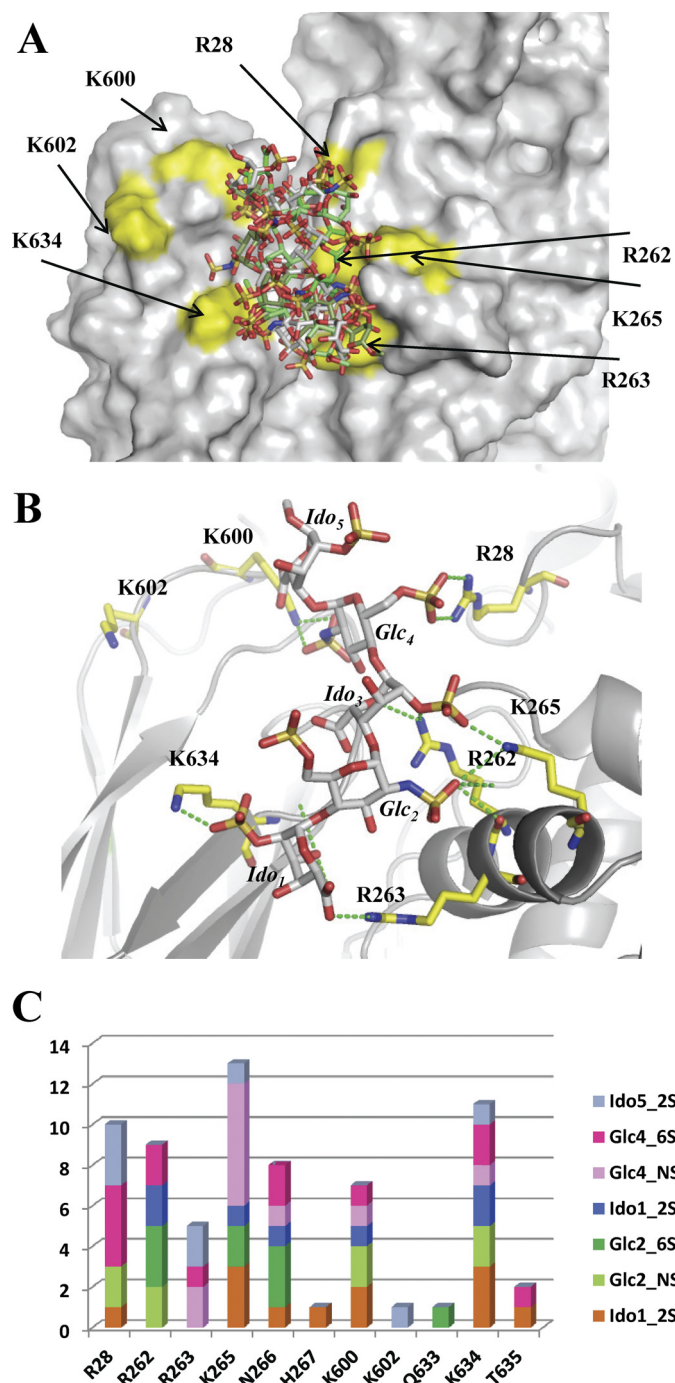 A
R28
K600
K602
K634
R262
K265
R263
B
Ido5
K600
R28
K602
Glc4
Ido3
K265
K634
R262
Glc2
Ido1
R263
C
14
12
10
8
6
4
2
0
R28
R262
R263
K265
N266
H267
K600
K602
Q633
K634
T635
Ido5_2S
Glc4_6S
Glc4_NS
Ido1_2S
Glc2_6S
Glc2_NS
Ido1_2S